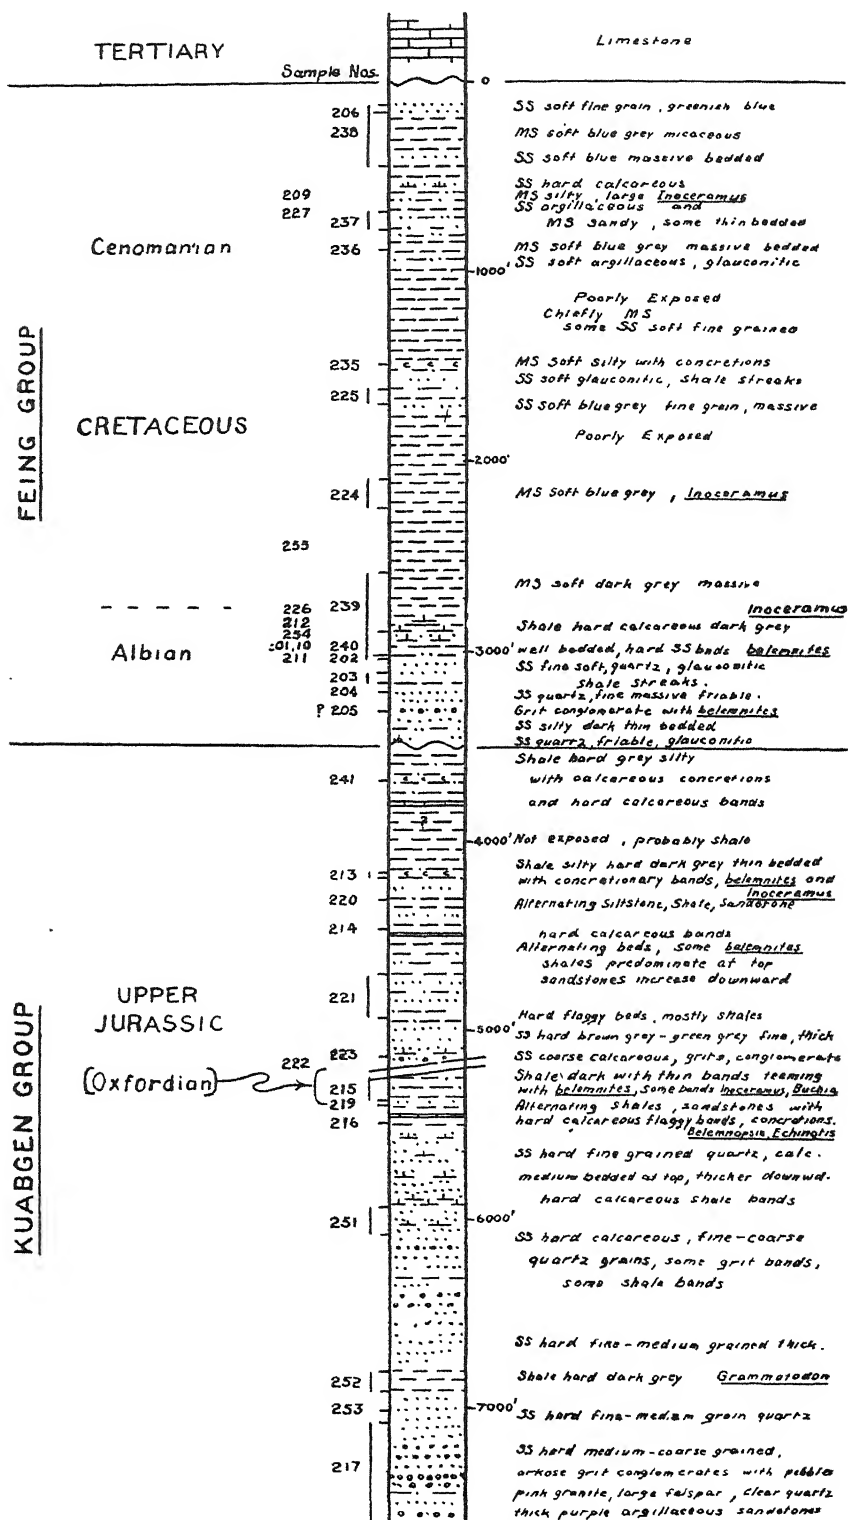 TERTIARY
Limestone
Sample Nos.
0
206
SS soft fine grain, greenish blue
238
MS soft blue grey micaceous
SS soft blue massive bedded
SS hard calcareous
209
MS silty, large Inoceramus
227
SS argillaceous and
237
MS sandy, some thin bedded
Cenomanian
236
MS soft blue grey massive bedded
1000'
SS soft argillaceous, glauconitic
Poorly Exposed
Chiefly MS
some SS soft fine grained
235
MS soft silty with concretions
SS soft glauconitic, shale streaks
225
SS soft blue grey fine grain, massive
FEING GROUP
CRETACEOUS
Poorly Exposed
2000'
224
MS soft blue grey, Inoceramus
255
MS soft dark grey massive
226 239
Inoceramus
212
Shale hard calcareous dark grey
254
Albian
:01,10 240
3000'
well bedded, hard SS bnds belemnites
211 202
SS fine soft, quartz, glauconitic
203
shale streaks.
204
SS quartz, fine massive friable.
? 205
Grit conglomerate with belemnites
SS silty dark thin bedded
SS quartz, friable, glauconitic
Shale hard grey silty
241
with calcareous concretions
and hard calcareous bands
?
4000'
Not exposed, probably shale
Shale silty hard dark grey thin bedded
213
with concretionary bands, belemnites and
Inoceramus
220
Alternating Siltstone, Shale, Sandstone
214
hard calcareous bands
Alternating beds, some belemnites
shales predominate at top
sandstones increase downward
221
UPPER
JURASSIC
Hard flaggy beds, mostly shales
5000'
SS hard brown grey-green grey fine, thick
222 223
SS coarse calcareous, grits, conglomerate
(Oxfordian)
Shale dark with thin bands teeming
215
with belemnites, some bands Inoceramus, Buchia
219
Alternating shales, sandstones with
216
hard calcareous flaggy bands, concretions.
Belemnopsis, Echinotis
KUABGEN GROUP
SS hard fine grained quartz, calc.
medium bedded at top, thicker downwd.
hard calcareous shale bands
251
6000'
SS hard calcareous, fine-coarse
quartz grains, some grit bands,
some shale bands
SS hard fine-medium grained thick.
252
Shale hard dark grey Grammatodon
253
7000'
SS hard fine-medium grain quartz
SS hard medium-coarse grained,
217
arkose grit conglomerates with pebbles
pink granite, large felspar, clear quartz
thick purple argillaceous sandstones